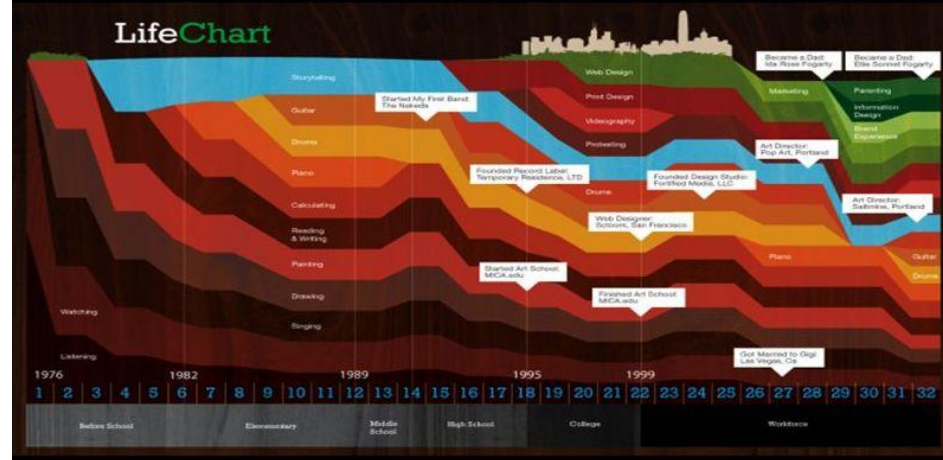 LifeChart
Storytelling
Guitar
Drums
Piano
Calculating
Reading
& Writing
Painting
Drawing
Singing
Watching
Listening
Started My First Band:
The Nakeds
Founded Record Label:
Temporary Residence, LTD
Started Art School:
MICA.edu
Web Design
Print Design
Videography
Protesting
Drums
Web Designer:
San Francisco
Finished Art School:
MICA.edu
Founded Design Studio:
Fortified Media, LLC
Got Married to Gigi
Las Vegas, Ca
Became a Dad:
Ida Rose Fogarty
Became a Dad:
Elle Sonnet Fogarty
Marketing
Parenting
Information
Design
Brand
Experience
Art Director:
Pop Art, Portland
Art Director:
Saltmine, Portland
Piano
Guitar
Drums
1976 1982 1989 1995 1999
1 2 3 4 5 6 7 8 9 10 11 12 13 14 15 16 17 18 19 20 21 22 23 24 25 26 27 28 29 30 31 32
Before School
Elementary
Middle
School
High School
College
Workforce